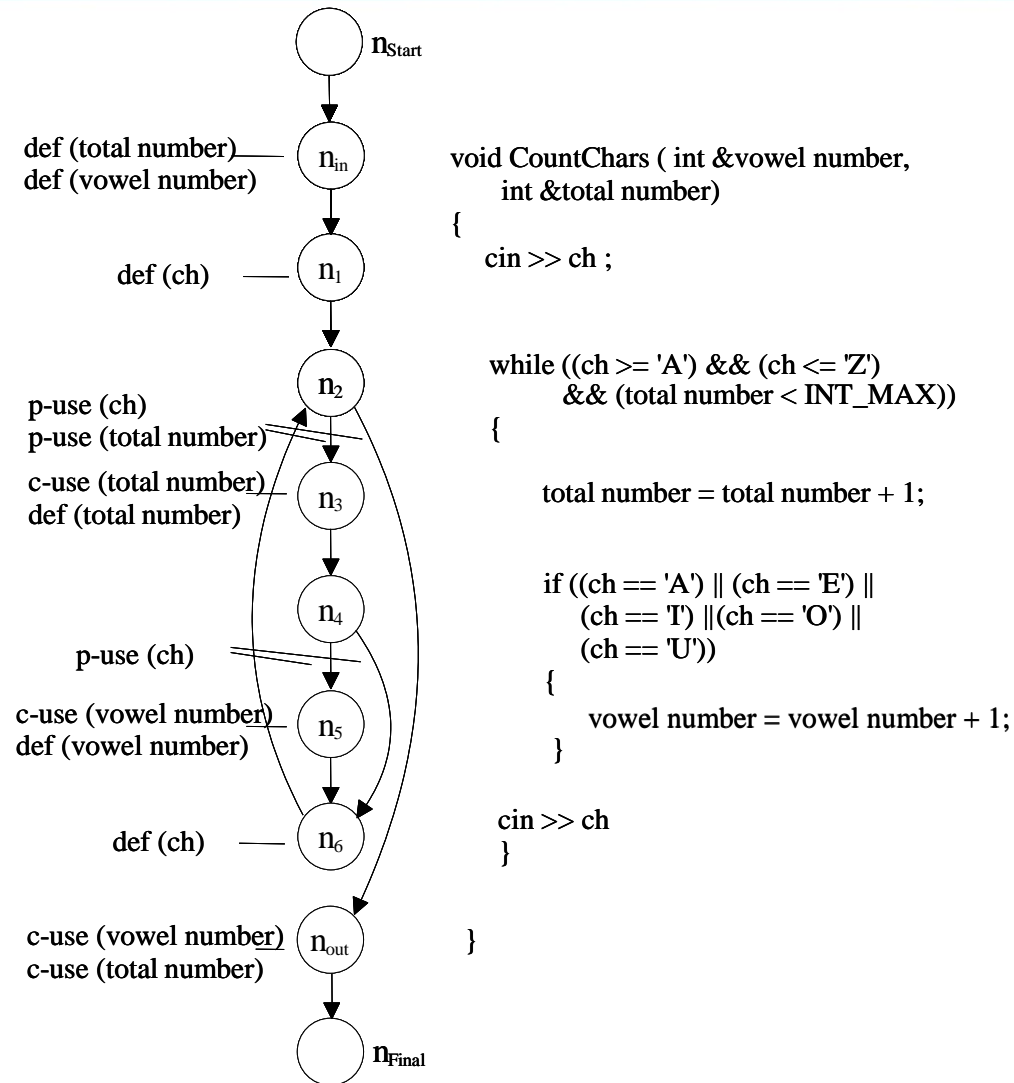 nStart
def (total number)
def (vowel number)
nin
void CountChars ( int &vowel number,
int &total number)
{
def (ch)
n1
cin >> ch ;
n2
while ((ch >= 'A') && (ch <= 'Z')
&& (total number < INT_MAX))
{
p-use (ch)
p-use (total number)
c-use (total number)
def (total number)
n3
total number = total number + 1;
n4
if ((ch == 'A') || (ch == 'E') ||
(ch == 'I') ||(ch == 'O') ||
(ch == 'U'))
{
p-use (ch)
c-use (vowel number)
def (vowel number)
n5
vowel number = vowel number + 1;
}
def (ch)
n6
cin >> ch
}
c-use (vowel number)
c-use (total number)
nout
}
nFinal